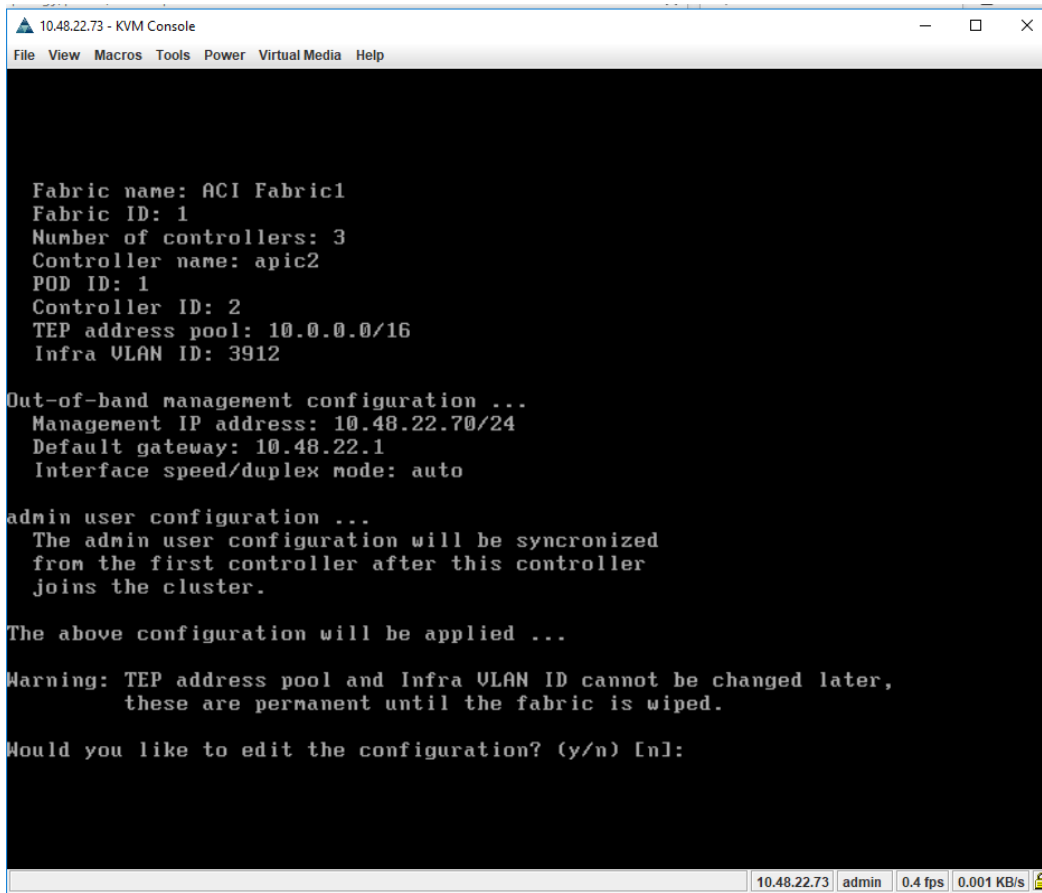 10.48.22.73 - KVM Console
File View Macros Tools Power Virtual Media Help
Fabric name: ACI Fabric1
Fabric ID: 1
Number of controllers: 3
Controller name: apic2
POD ID: 1
Controller ID: 2
TEP address pool: 10.0.0.0/16
Infra VLAN ID: 3912
Out-of-band management configuration ...
Management IP address: 10.48.22.70/24
Default gateway: 10.48.22.1
Interface speed/duplex mode: auto
admin user configuration ...
The admin user configuration will be syncronized
from the first controller after this controller
joins the cluster.
The above configuration will be applied ...
Warning: TEP address pool and Infra VLAN ID cannot be changed later,
these are permanent until the fabric is wiped.
Would you like to edit the configuration? (y/n) [n]:
10.48.22.73 admin 0.4 fps 0.001 KB/s